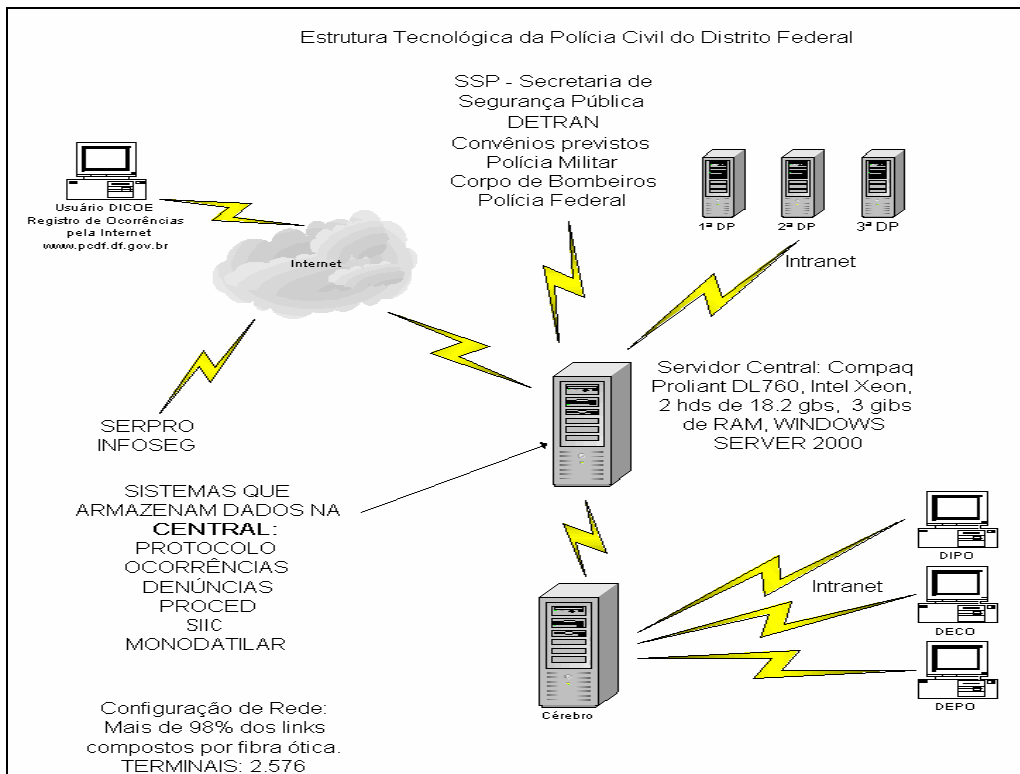 Estrutura Tecnológica da Polícia Civil do Distrito Federal
SSP - Secretaria de
Segurança Pública
DETRAN
Convênios previstos
Polícia Militar
Corpo de Bombeiros
Polícia Federal
Usuário DICOE
Registro de Ocorrências
pela Internet
www.pcdf.df.gov.br
Internet
1ª DP
2ª DP
3ª DP
Intranet
Servidor Central: Compaq
Proliant DL760, Intel Xeon,
2 hds de 18.2 gbs, 3 gibs
de RAM, WINDOWS
SERVER 2000
SERPRO
INFOSEG
SISTEMAS QUE
ARMAZENAM DADOS NA
CENTRAL:
PROTOCOLO
OCORRÊNCIAS
DENÚNCIAS
PROCED
SIIC
MONODATILAR
Cérebro
Intranet
DIPO
DECO
DEPO
Configuração de Rede:
Mais de 98% dos links
compostos por fibra ótica.
TERMINAIS: 2.576